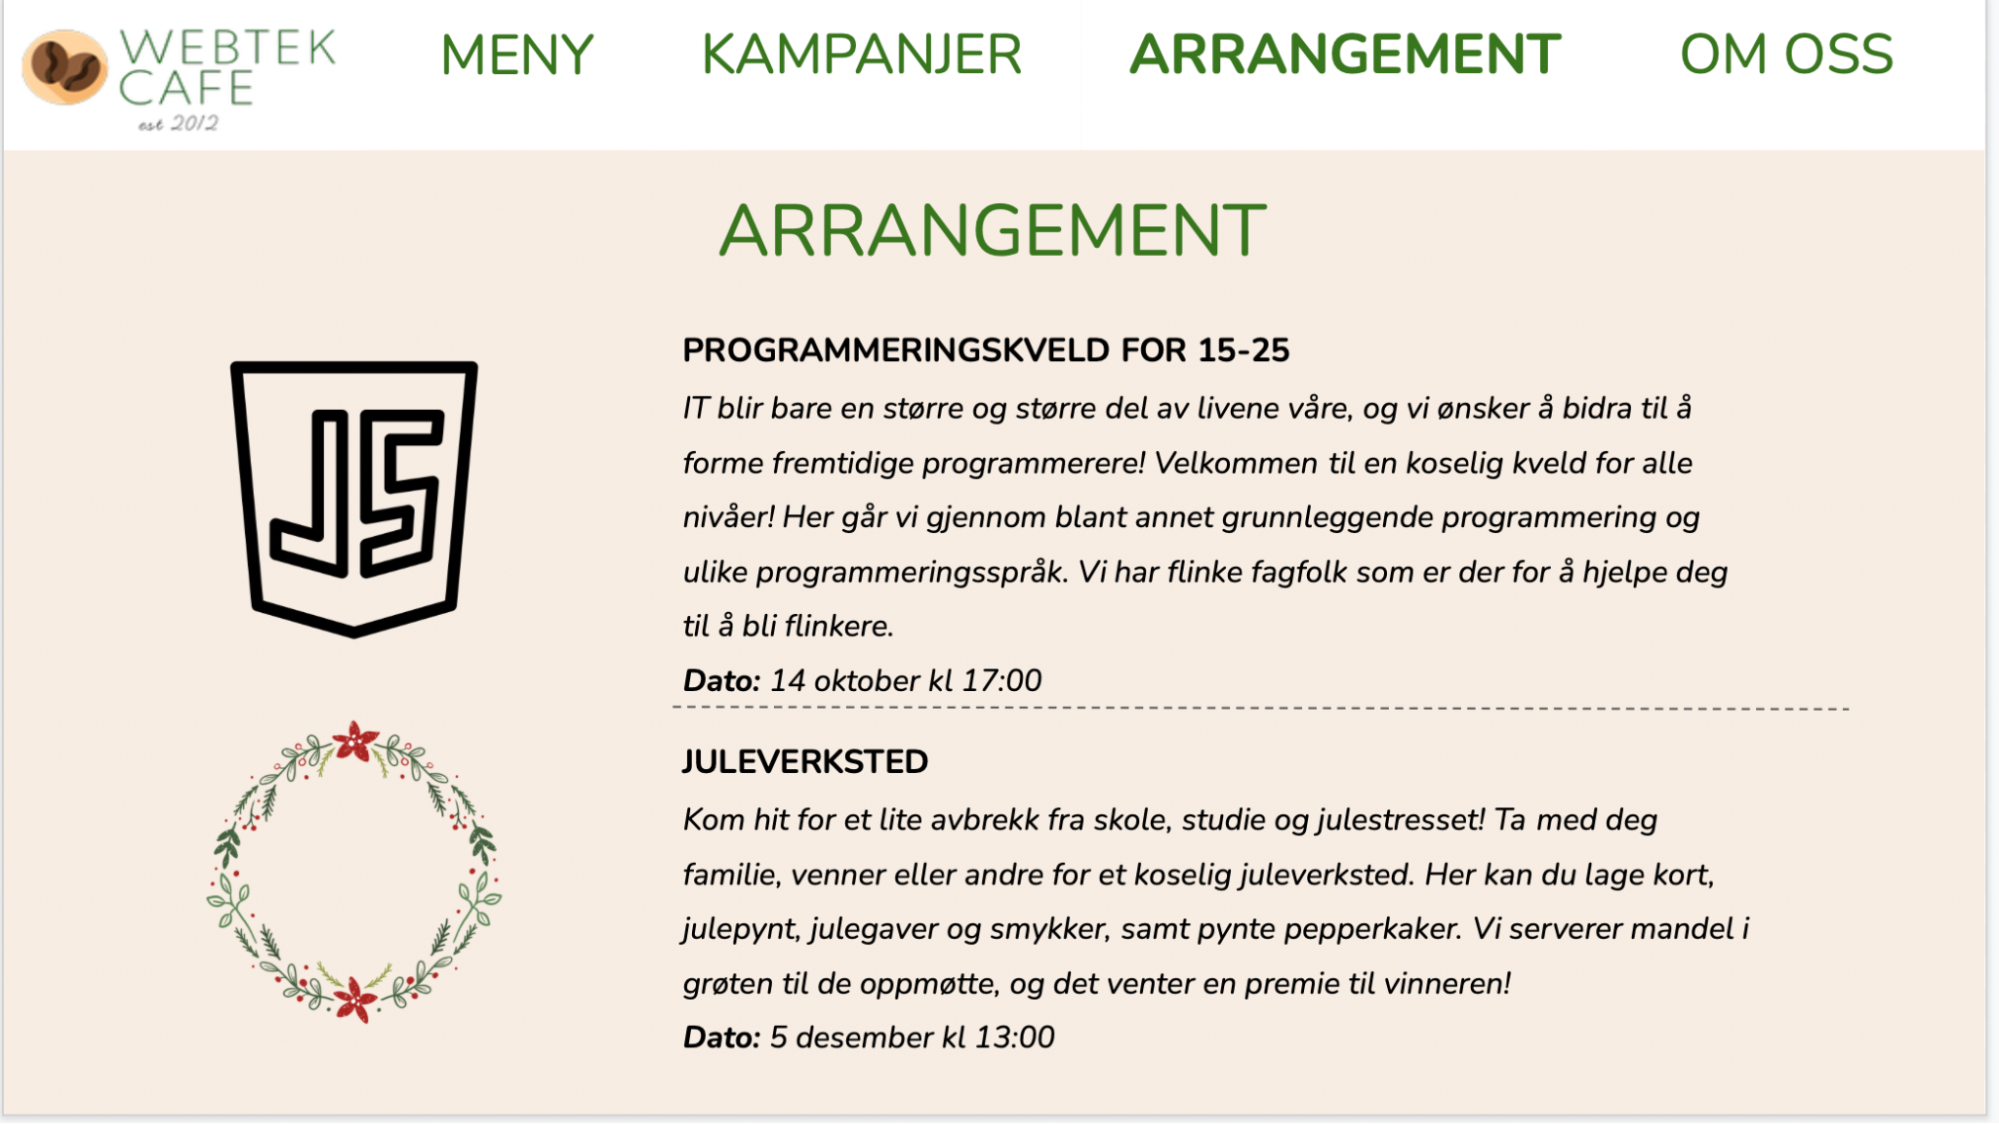 WEBTEK
CAFE
est 2012
MENY
KAMPANJER
ARRANGEMENT
OM OSS
ARRANGEMENT
JS
PROGRAMMERINGSKVELD FOR 15-25
IT blir bare en større og større del av livene våre, og vi ønsker å bidra til å
forme fremtidige programmerere! Velkommen til en koselig kveld for alle
nivåer! Her går vi gjennom blant annet grunnleggende programmering og
ulike programmeringsspråk. Vi har flinke fagfolk som er der for å hjelpe deg
til å bli flinkere.
Dato: 14 oktober kl 17:00
JULEVERKSTED
Kom hit for et lite avbrekk fra skole, studie og julestresset! Ta med deg
familie, venner eller andre for et koselig juleverksted. Her kan du lage kort,
julepynt, julegaver og smykker, samt pynte pepperkaker. Vi serverer mandel i
grøten til de oppmøtte, og det venter en premie til vinneren!
Dato: 5 desember kl 13:00